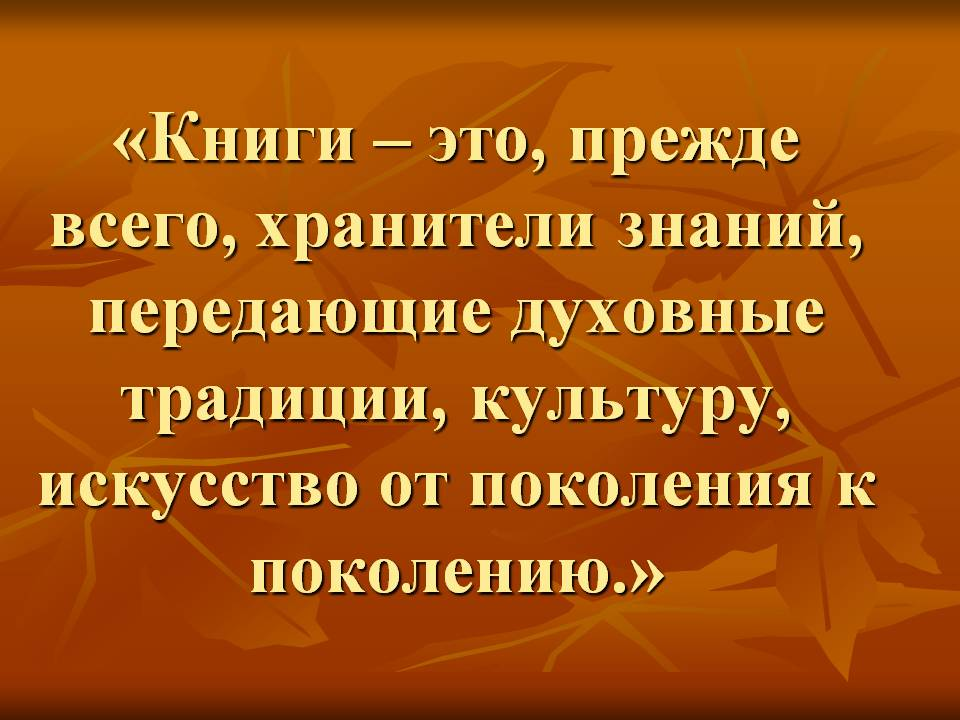 «Книги – это, прежде
всего, хранители знаний,
передающие духовные
традиции, культуру,
искусство от поколения к
поколению.»